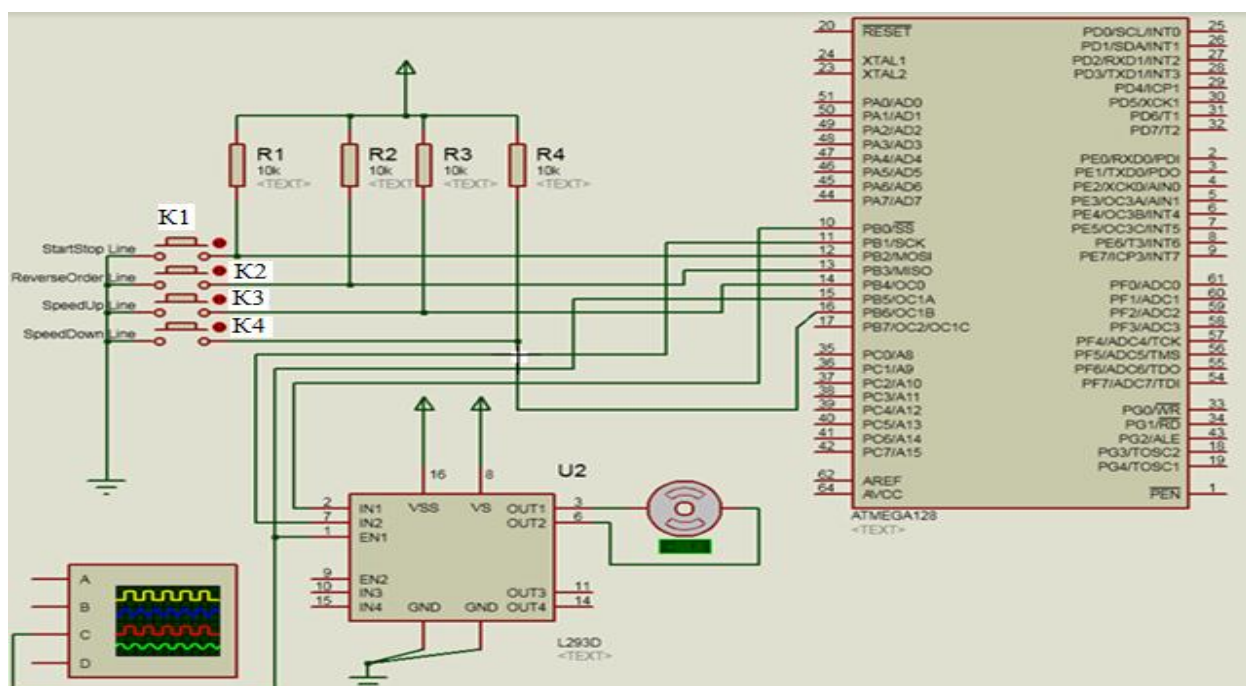 R1
10k
<TEXT>
R2
10k
<TEXT>
R3
10k
<TEXT>
R4
10k
<TEXT>
K1
StartStop Line
K2
ReverseOrder Line
K3
SpeedUp Line
K4
SpeedDown Line
20 RESET
24 XTAL1
23 XTAL2
51 PA0/AD0
50 PA1/AD1
49 PA2/AD2
48 PA3/AD3
47 PA4/AD4
46 PA5/AD5
45 PA6/AD6
44 PA7/AD7
10 PB0/SS
11 PB1/SCK
12 PB2/MOSI
13 PB3/MISO
14 PB4/OC0
15 PB5/OC1A
16 PB6/OC1B
17 PB7/OC2/OC1C
35 PC0/A8
36 PC1/A9
37 PC2/A10
38 PC3/A11
39 PC4/A12
40 PC5/A13
41 PC6/A14
42 PC7/A15
62 AREF
64 AVCC
PD0/SCL/INT0 25
PD1/SDA/INT1 26
PD2/RXD1/INT2 27
PD3/TXD1/INT3 28
PD4/ICP1 29
PD5/XCK1 30
PD6/T1 31
PD7/T2 32
PE0/RXD0/PDI 2
PE1/TXD0/PDO 3
PE2/XCK0/AIN0 4
PE3/OC3A/AIN1 5
PE4/OC3B/INT4 6
PE5/OC3C/INT5 7
PE6/T3/INT6 8
PE7/ICP3/INT7 9
PF0/ADC0 61
PF1/ADC1 60
PF2/ADC2 59
PF3/ADC3 58
PF4/ADC4/TCK 57
PF5/ADC5/TMS 56
PF6/ADC6/TDO 55
PF7/ADC7/TDI 54
PG0/WR 33
PG1/RD 34
PG2/ALE 43
PG3/TOSC2 18
PG4/TOSC1 19
PEN 1
ATMEGA128
<TEXT>
U2
16 8
2 IN1 VSS VS OUT1 3
7 IN2 OUT2 6
1 EN1
9 EN2
10 IN3 OUT3 11
15 IN4 GND GND OUT4 14
L293D
<TEXT>
A
B
C
D